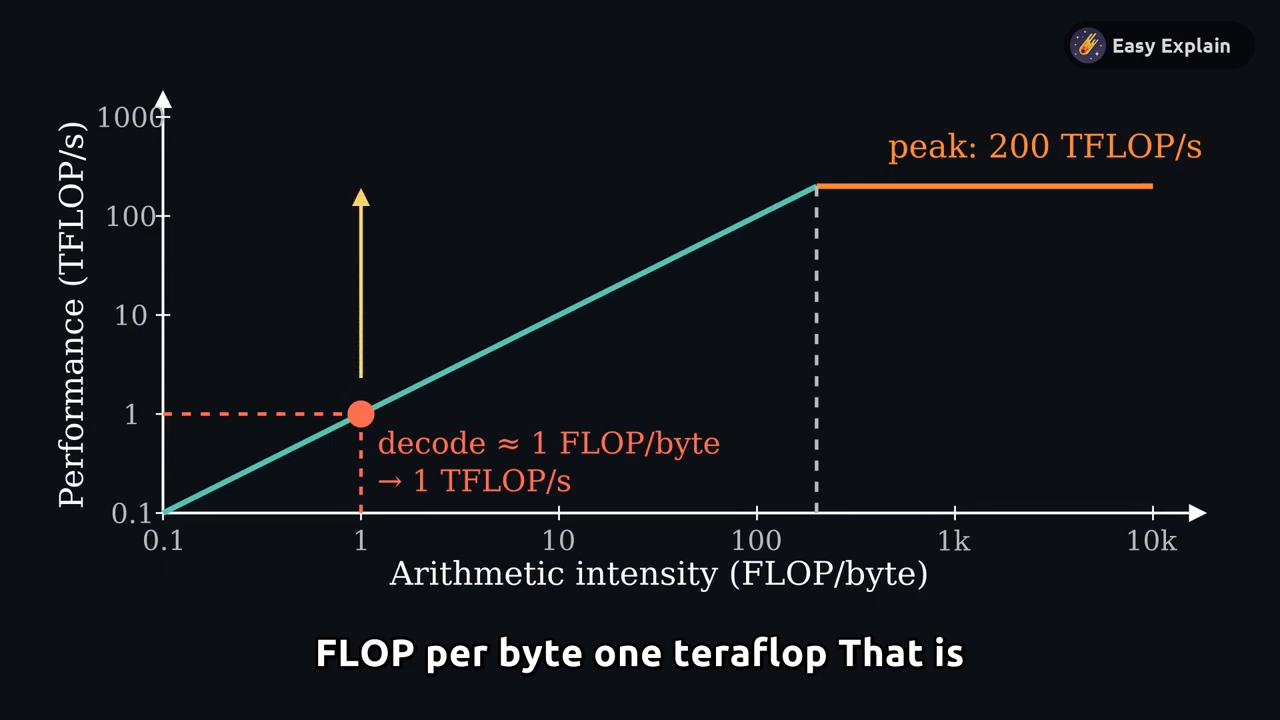 Easy Explain
peak: 200 TFLOP/s
Performance (TFLOP/s)
1000
100
10
1
0.1
decode ≈ 1 FLOP/byte
→ 1 TFLOP/s
0.1 1 10 100 1k 10k
Arithmetic intensity (FLOP/byte)
FLOP per byte one teraflop That is